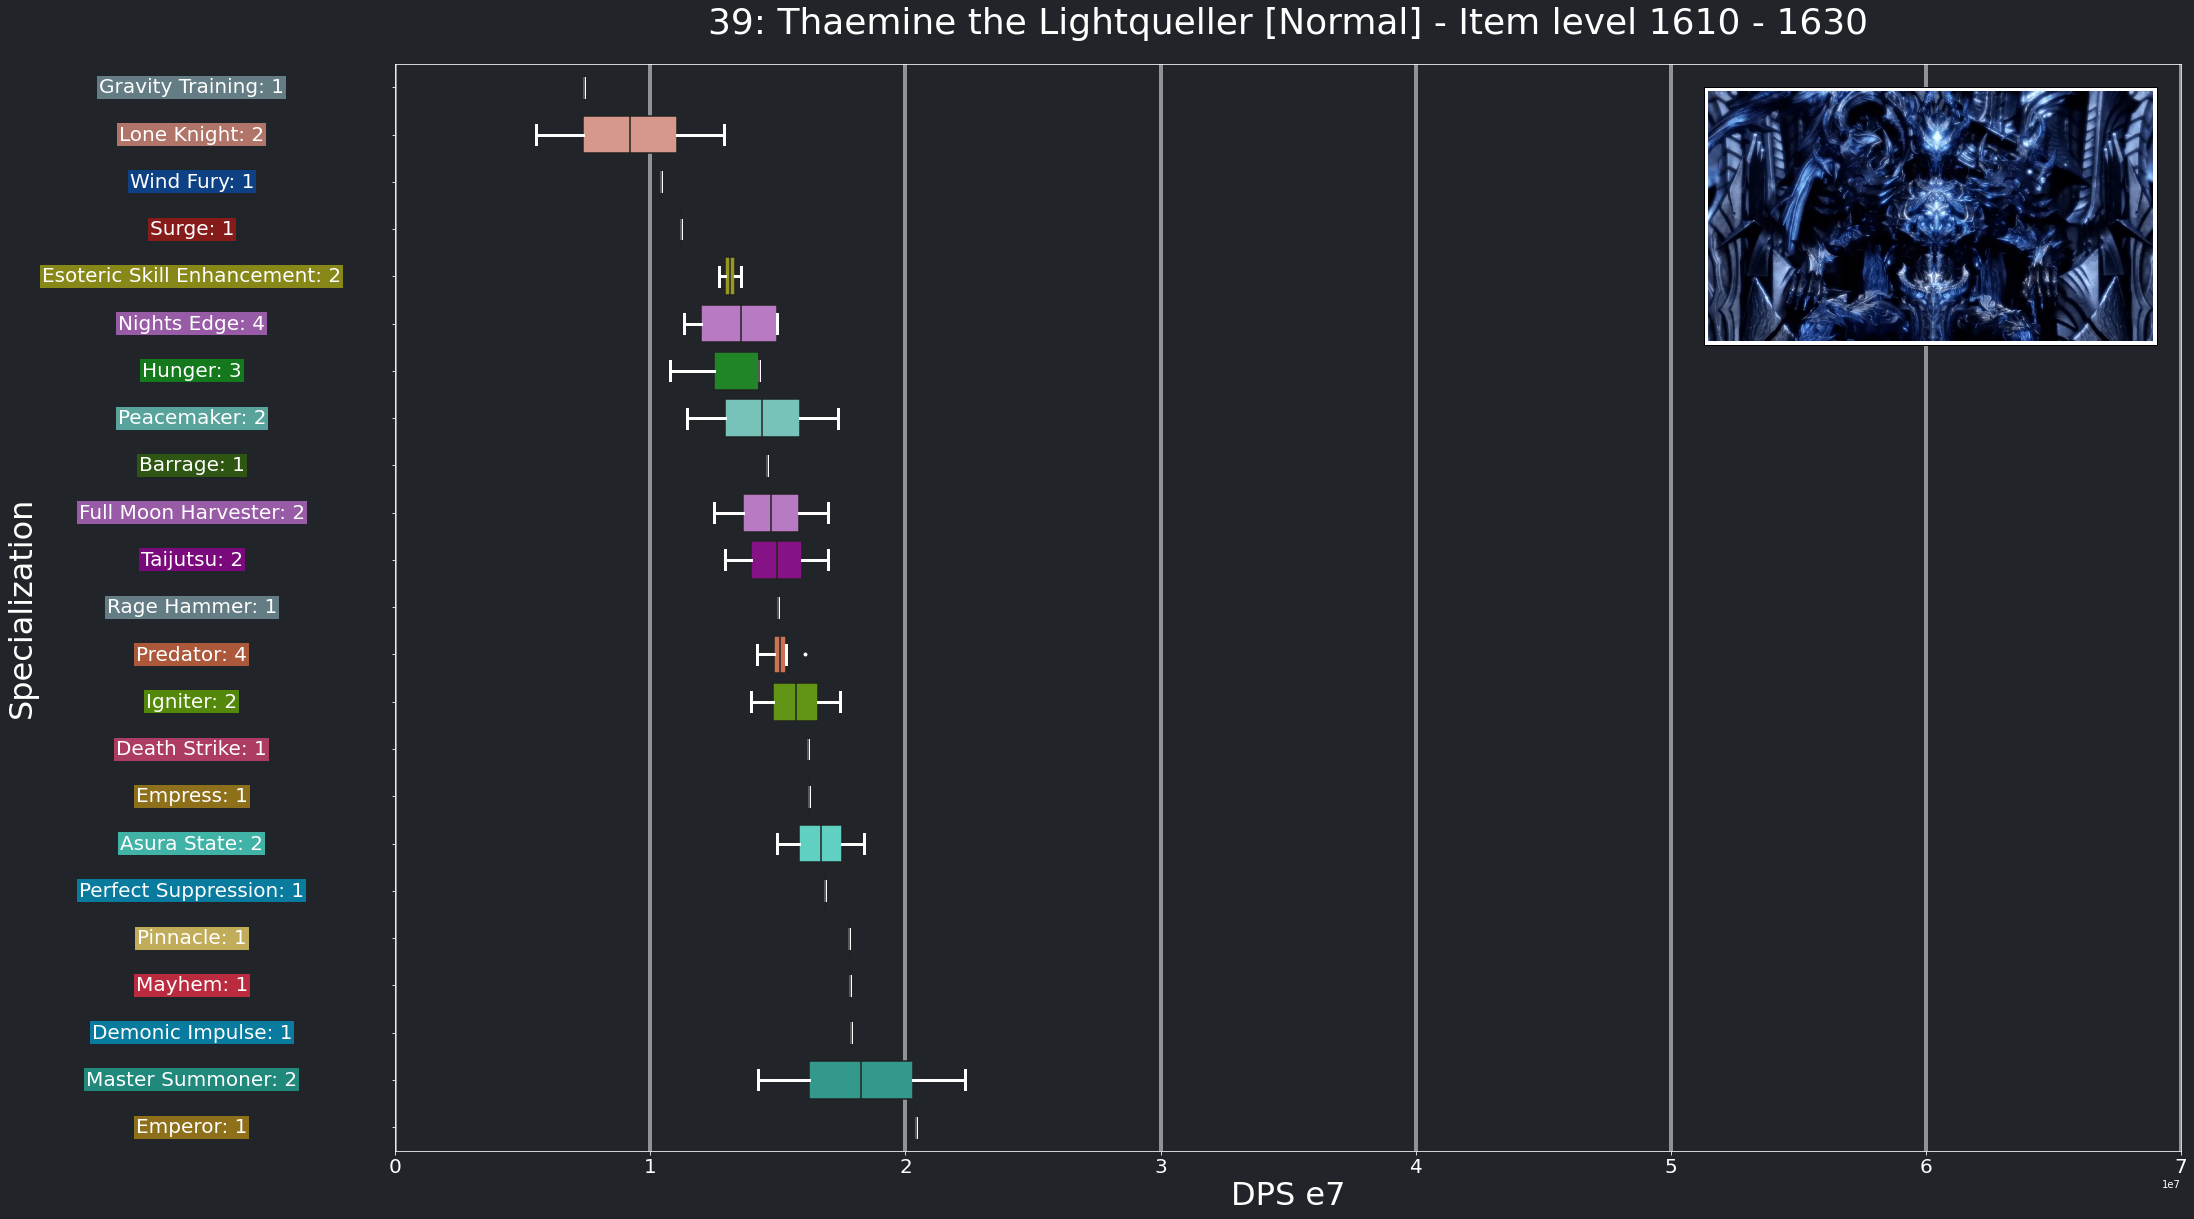 39: Thaemine the Lightqueller [Normal] - Item level 1610 - 1630
Specialization
Gravity Training: 1
Lone Knight: 2
Wind Fury: 1
Surge: 1
Esoteric Skill Enhancement: 2
Nights Edge: 4
Hunger: 3
Peacemaker: 2
Barrage: 1
Full Moon Harvester: 2
Taijutsu: 2
Rage Hammer: 1
Predator: 4
Igniter: 2
Death Strike: 1
Empress: 1
Asura State: 2
Perfect Suppression: 1
Pinnacle: 1
Mayhem: 1
Demonic Impulse: 1
Master Summoner: 2
Emperor: 1
0 1 2 3 4 5 6 7
1e7
DPS e7